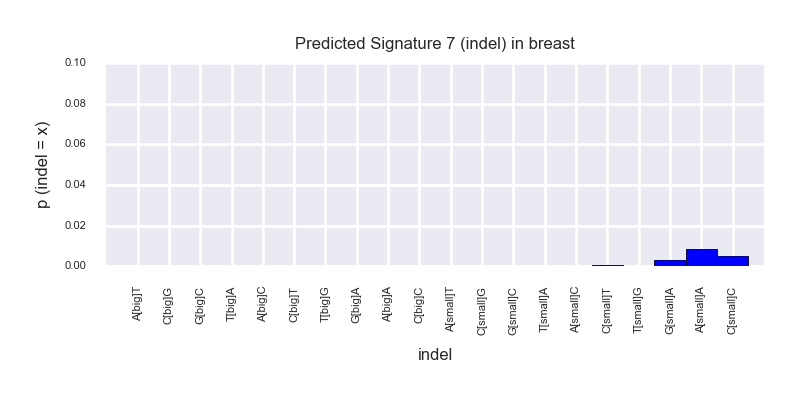 Predicted Signature 7 (indel) in breast
p (indel = x)
0.10
0.08
0.06
0.04
0.02
0.00
A[big]T
C[big]G
G[big]C
T[big]A
A[big]C
C[big]T
T[big]G
G[big]A
A[big]A
C[big]C
A[small]T
C[small]G
G[small]C
T[small]A
A[small]C
C[small]T
T[small]G
G[small]A
A[small]A
C[small]C
indel